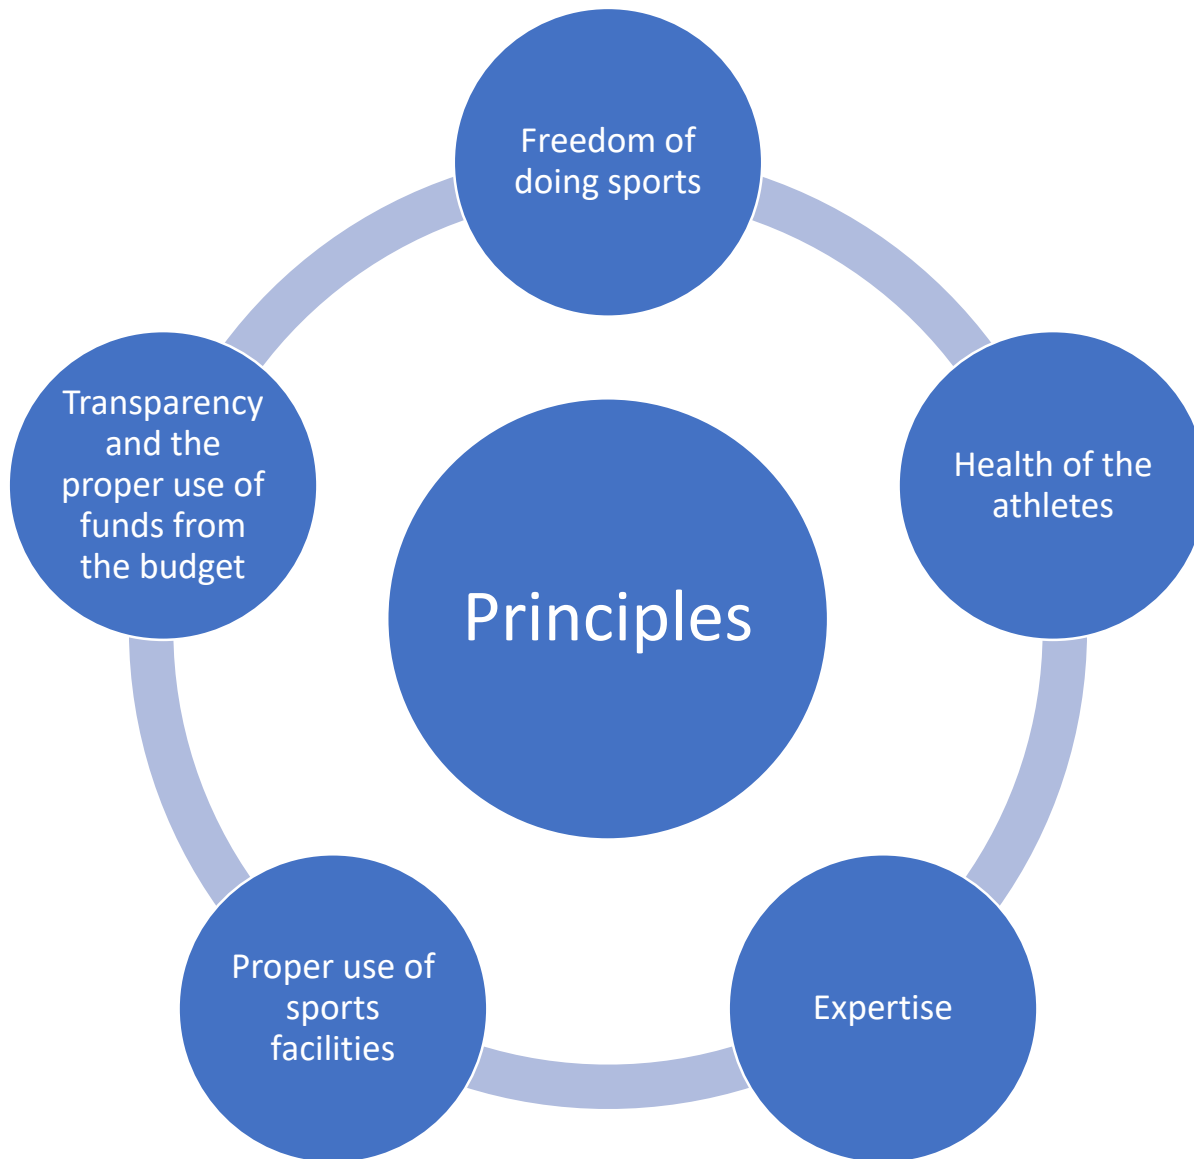 Freedom of
doing sports
Health of the
athletes
Expertise
Proper use of
sports
facilities
Transparency
and the
proper use of
funds from
the budget
Principles